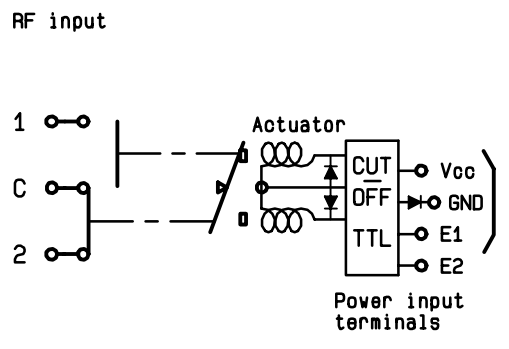 RF input
1
Actuator
CUT
OFF
Vcc
C
GND
TTL
E1
2
E2
Power input
terminals